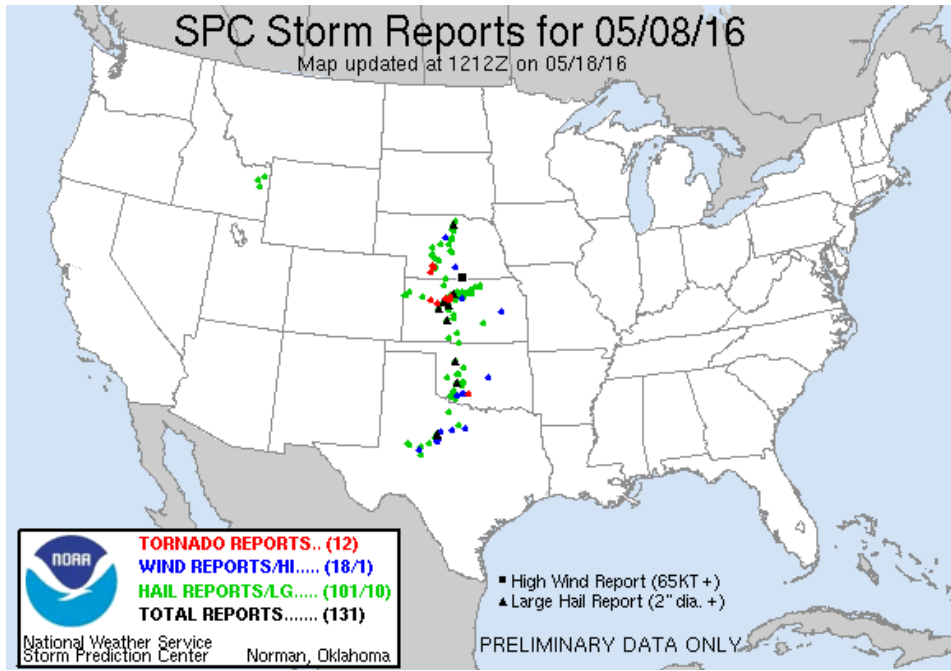 SPC Storm Reports for 05/08/16
Map updated at 1212Z on 05/18/16
NOAA
TORNADO REPORTS.. (12)
WIND REPORTS/HI..... (18/1)
HAIL REPORTS/LG..... (101/10)
TOTAL REPORTS....... (131)
National Weather Service
Storm Prediction Center Norman, Oklahoma
High Wind Report (65KT +)
Large Hail Report (2" dia. +)
PRELIMINARY DATA ONLY